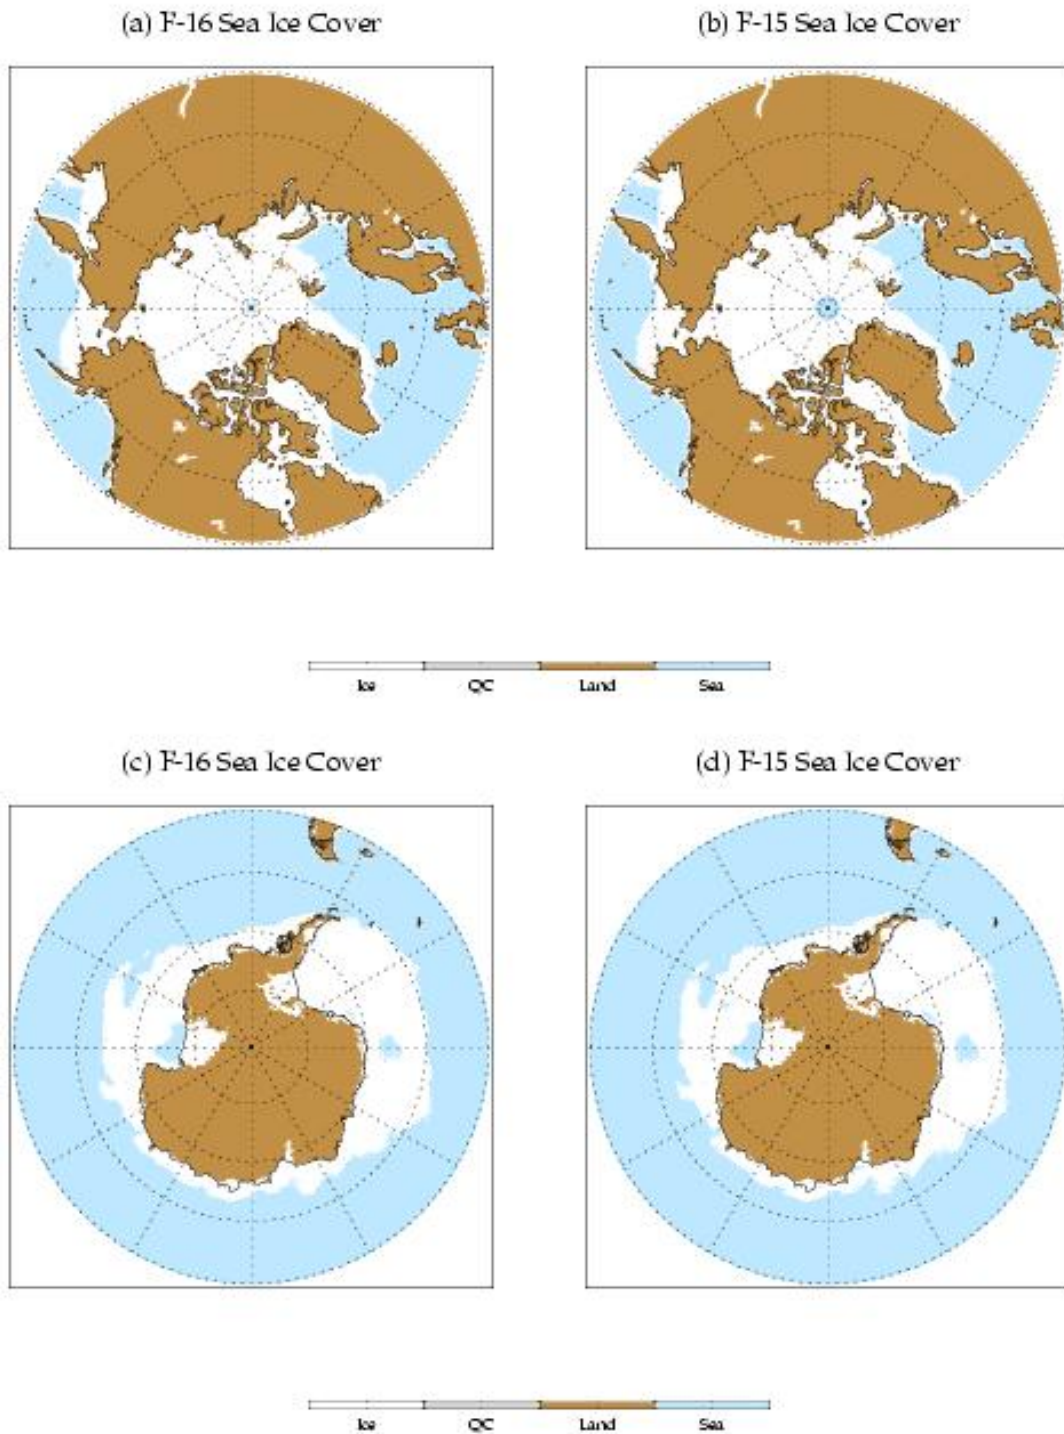 (a) F-16 Sea Ice Cover
(b) F-15 Sea Ice Cover
Ice QC Land Sea
(c) F-16 Sea Ice Cover
(d) F-15 Sea Ice Cover
Ice QC Land Sea